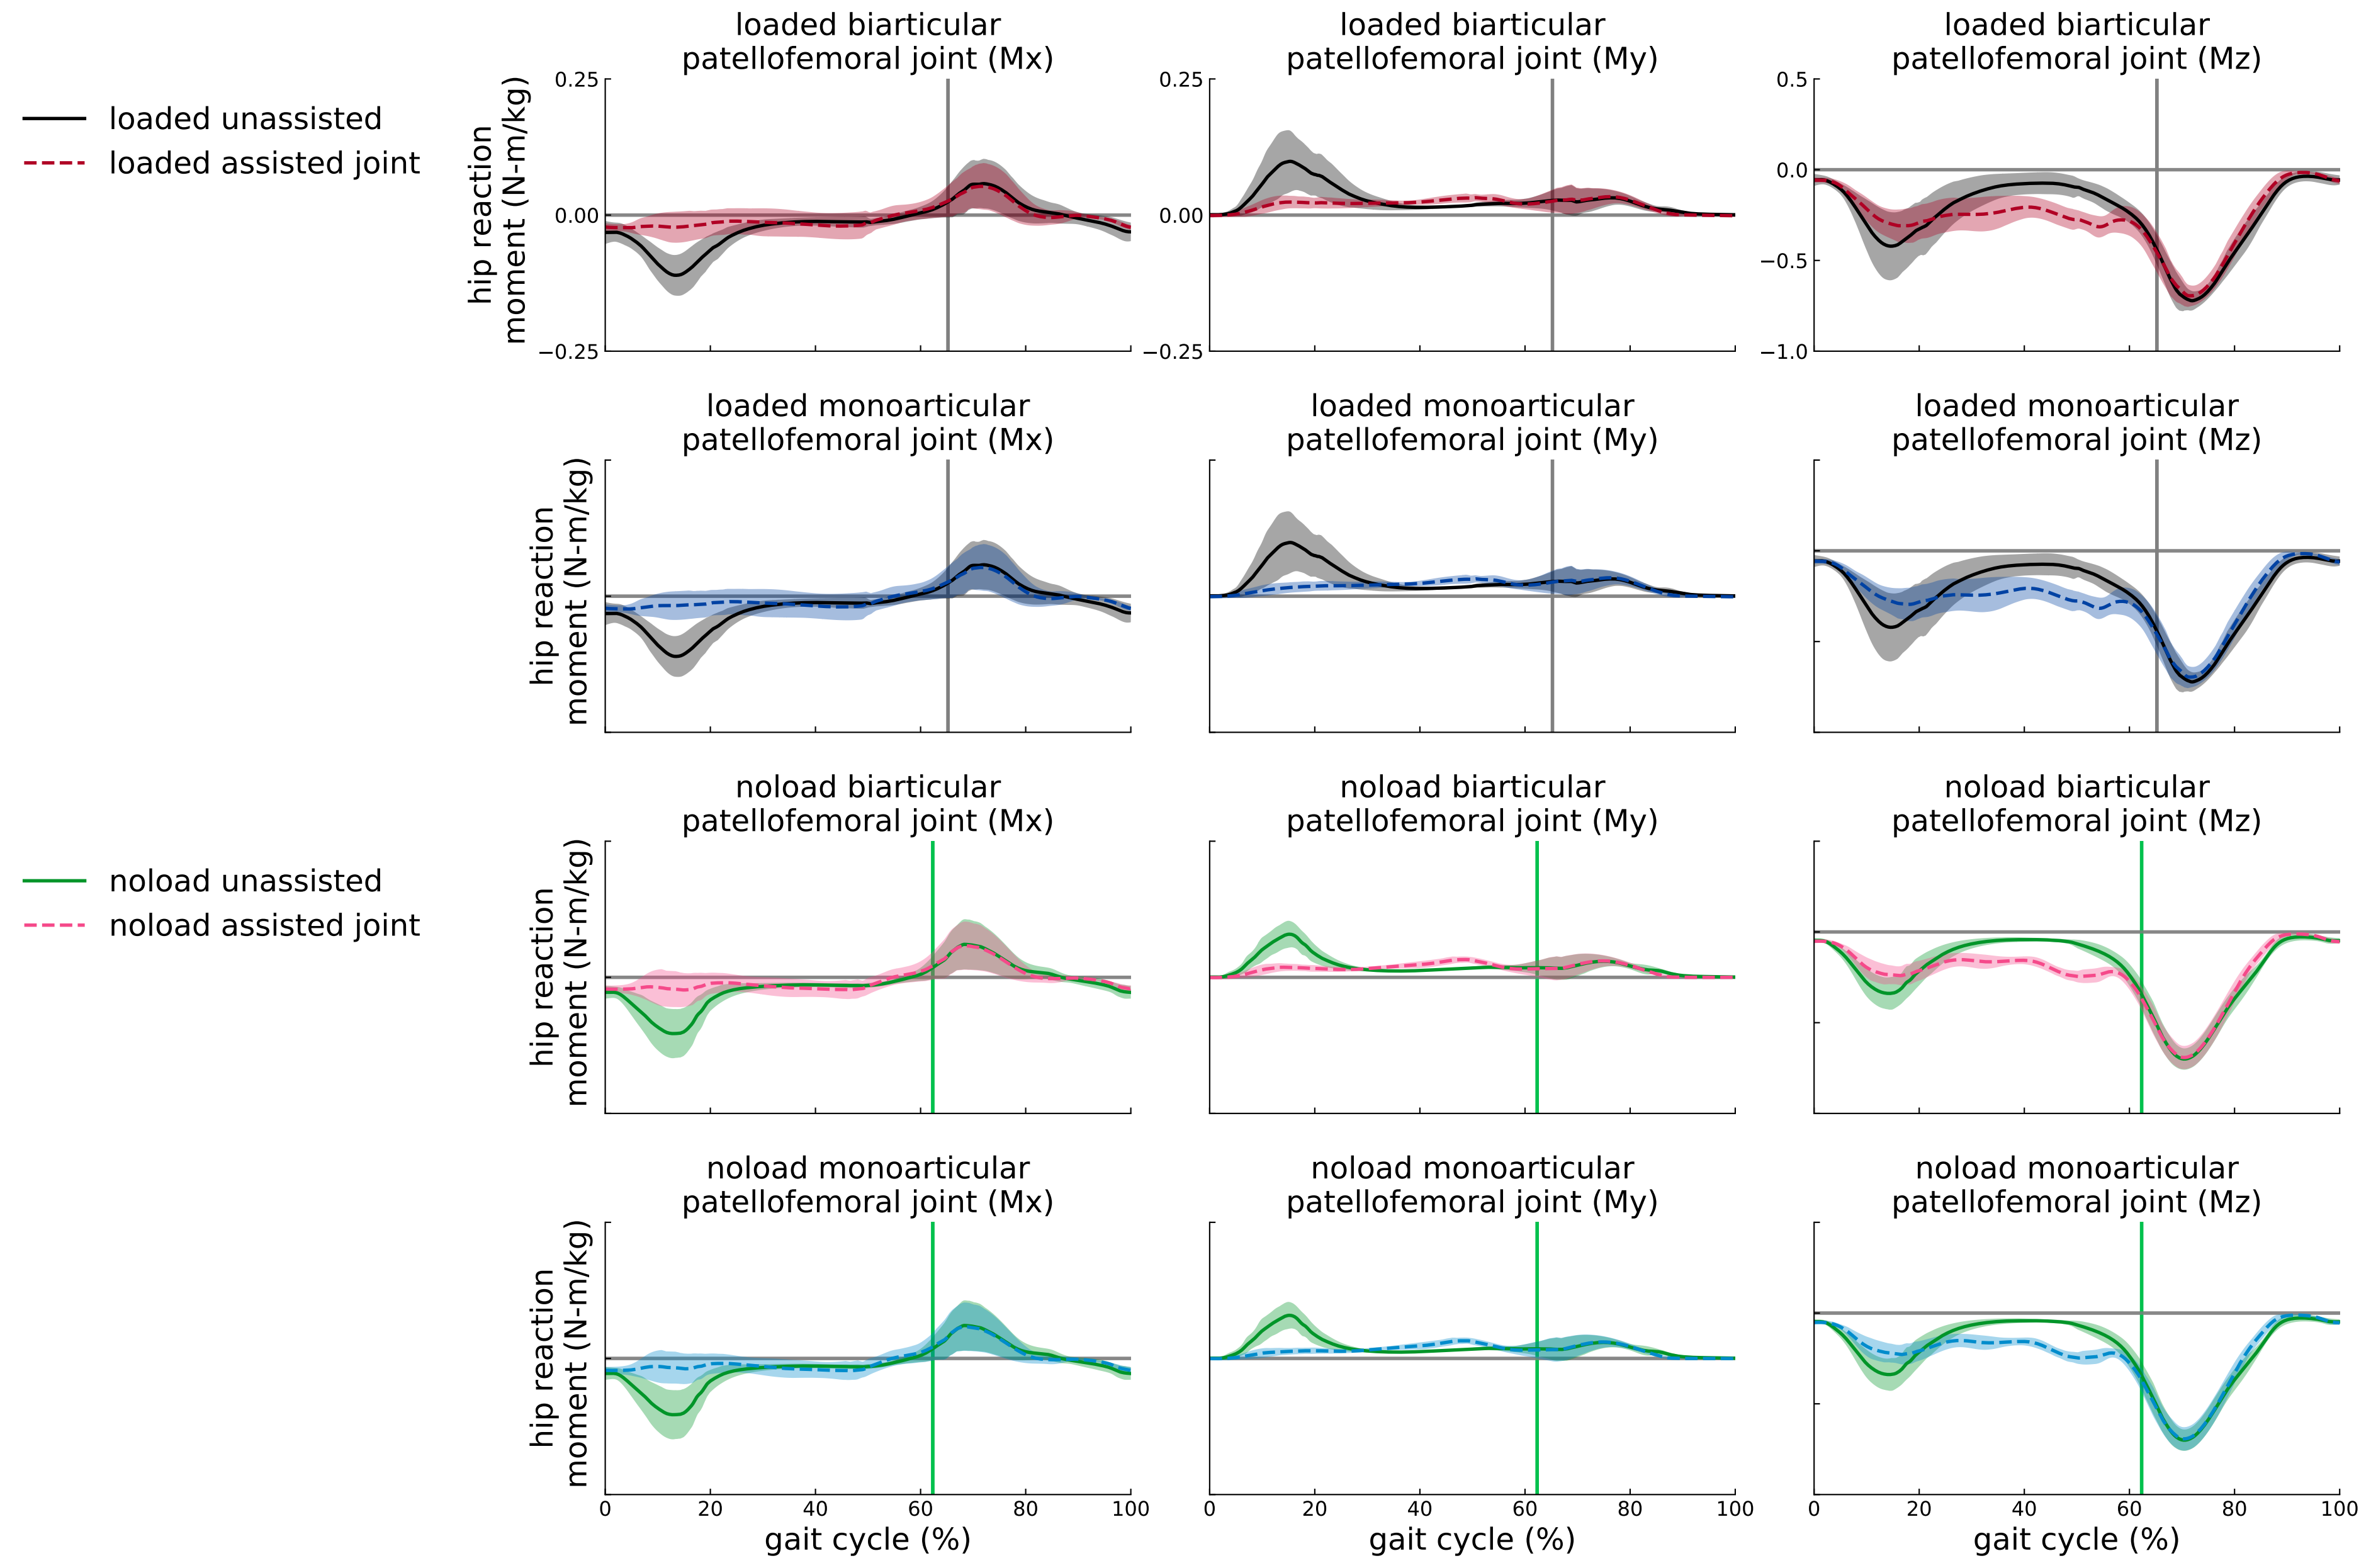 loaded unassisted
loaded assisted joint
loaded biarticular
patellofemoral joint (Mx)
hip reaction
moment (N-m/kg)
0.25
0.00
−0.25
loaded biarticular
patellofemoral joint (My)
0.25
0.00
−0.25
loaded biarticular
patellofemoral joint (Mz)
0.5
0.0
−0.5
−1.0
loaded monoarticular
patellofemoral joint (Mx)
hip reaction
moment (N-m/kg)
loaded monoarticular
patellofemoral joint (My)
loaded monoarticular
patellofemoral joint (Mz)
noload unassisted
noload assisted joint
noload biarticular
patellofemoral joint (Mx)
hip reaction
moment (N-m/kg)
noload biarticular
patellofemoral joint (My)
noload biarticular
patellofemoral joint (Mz)
noload monoarticular
patellofemoral joint (Mx)
hip reaction
moment (N-m/kg)
0 20 40 60 80 100
gait cycle (%)
noload monoarticular
patellofemoral joint (My)
0 20 40 60 80 100
gait cycle (%)
noload monoarticular
patellofemoral joint (Mz)
0 20 40 60 80 100
gait cycle (%)